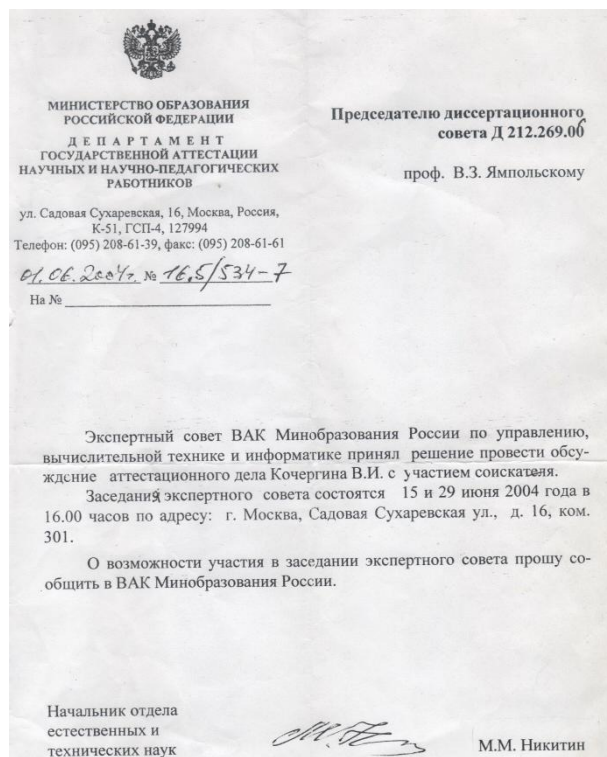 МИНИСТЕРСТВО ОБРАЗОВАНИЯ
РОССИЙСКОЙ ФЕДЕРАЦИИ
ДЕПАРТАМЕНТ
ГОСУДАРСТВЕННОЙ АТТЕСТАЦИИ
НАУЧНЫХ И НАУЧНО-ПЕДАГОГИЧЕСКИХ
РАБОТНИКОВ
ул. Садовая Сухаревская, 16, Москва, Россия,
К-51, ГСП-4, 127994
Телефон: (095) 208-61-39, факс: (095) 208-61-61
01.06.2004г. № 16.5/534-7
На №
Председателю диссертационного
совета Д 212.269.06
проф. В.З. Ямпольскому
Экспертный совет ВАК Минобразования России по управлению,
вычислительной технике и информатике принял решение провести обсу-
ждение аттестационного дела Кочергина В.И. с участием соискателя.
Заседания экспертного совета состоятся 15 и 29 июня 2004 года в
16.00 часов по адресу: г. Москва, Садовая Сухаревская ул., д. 16, ком.
301.
О возможности участия в заседании экспертного совета прошу со-
общить в ВАК Минобразования России.
Начальник отдела
естественных и
технических наук
М.М. Никитин